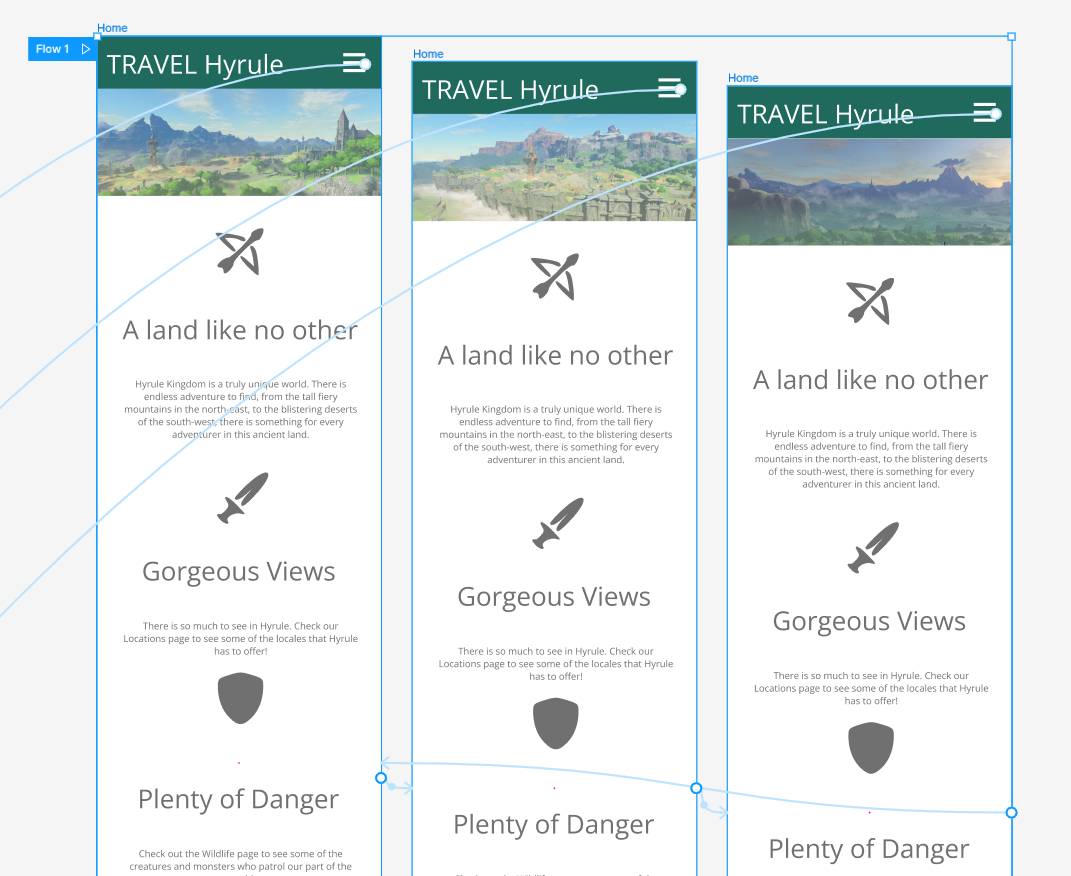 Home
Flow 1
TRAVEL Hyrule
A land like no other
Hyrule Kingdom is a truly unique world. There is
endless adventure to find, from the tall fiery
mountains in the north-east, to the blistering deserts
of the south-west, there is something for every
adventurer in this ancient land.
Gorgeous Views
There is so much to see in Hyrule. Check our
Locations page to see some of the locales that Hyrule
has to offer!
Plenty of Danger
Check out the Wildlife page to see some of the
creatures and monsters who patrol our part of the
Home
TRAVEL Hyrule
A land like no other
Hyrule Kingdom is a truly unique world. There is
endless adventure to find, from the tall fiery
mountains in the north-east, to the blistering deserts
of the south-west, there is something for every
adventurer in this ancient land.
Gorgeous Views
There is so much to see in Hyrule. Check our
Locations page to see some of the locales that Hyrule
has to offer!
Plenty of Danger
Home
TRAVEL Hyrule
A land like no other
Hyrule Kingdom is a truly unique world. There is
endless adventure to find, from the tall fiery
mountains in the north-east, to the blistering deserts
of the south-west, there is something for every
adventurer in this ancient land.
Gorgeous Views
There is so much to see in Hyrule. Check our
Locations page to see some of the locales that Hyrule
has to offer!
Plenty of Danger